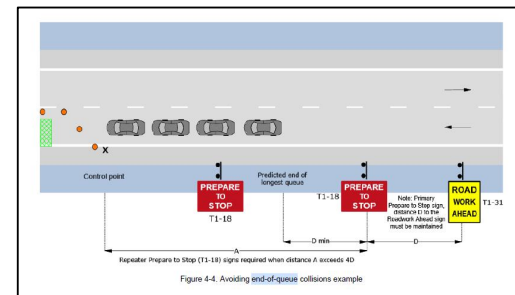 Control point
PREPARE
TO
STOP
T1-18
Predicted end of
longest queue
T1-18
PREPARE
TO
STOP
Note: Primary
Prepare to Stop sign,
distance D to the
Roadwork Ahead sign
must be maintained
ROAD
WORK
AHEAD
T1-31
X
D min
D
A
Repeater Prepare to Stop (T1-18) signs required when distance A exceeds 4D
Figure 4-4. Avoiding end-of-queue collisions example